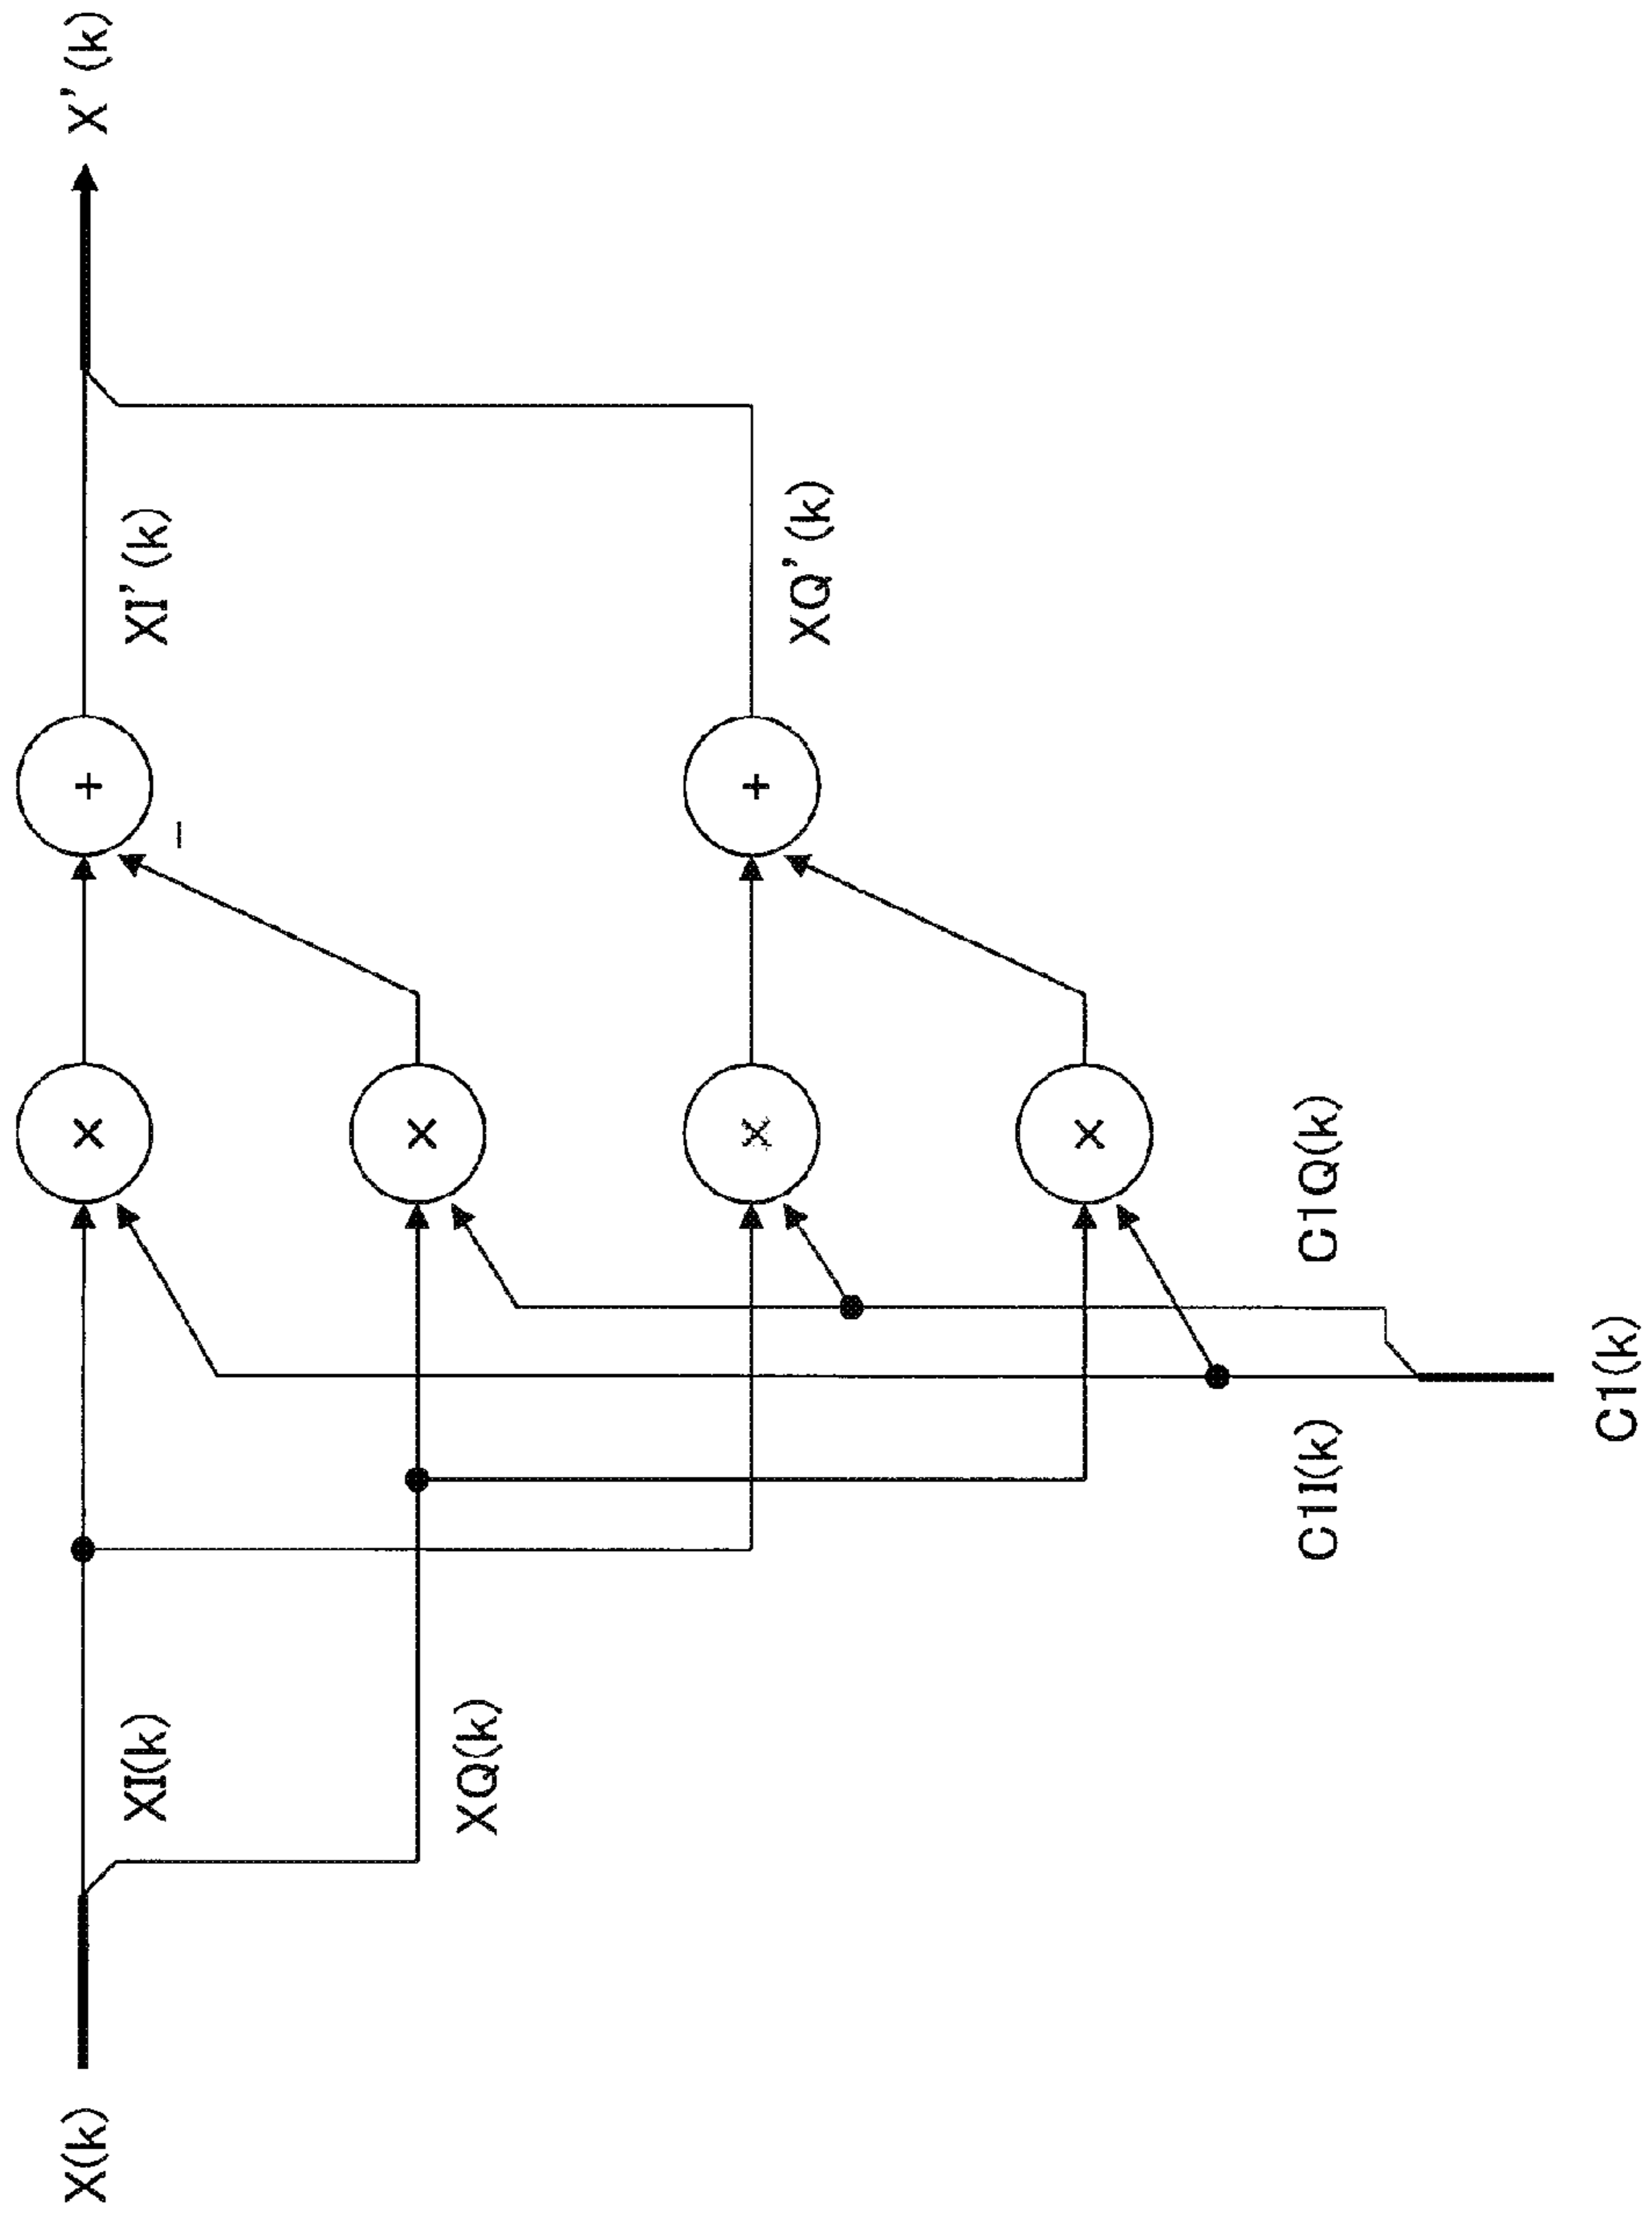 X(k)
XI(k)
XQ(k)
×
×
×
×
+
−
+
XI'(k)
XQ'(k)
X'(k)
C1I(k)
C1Q(k)
C1(k)